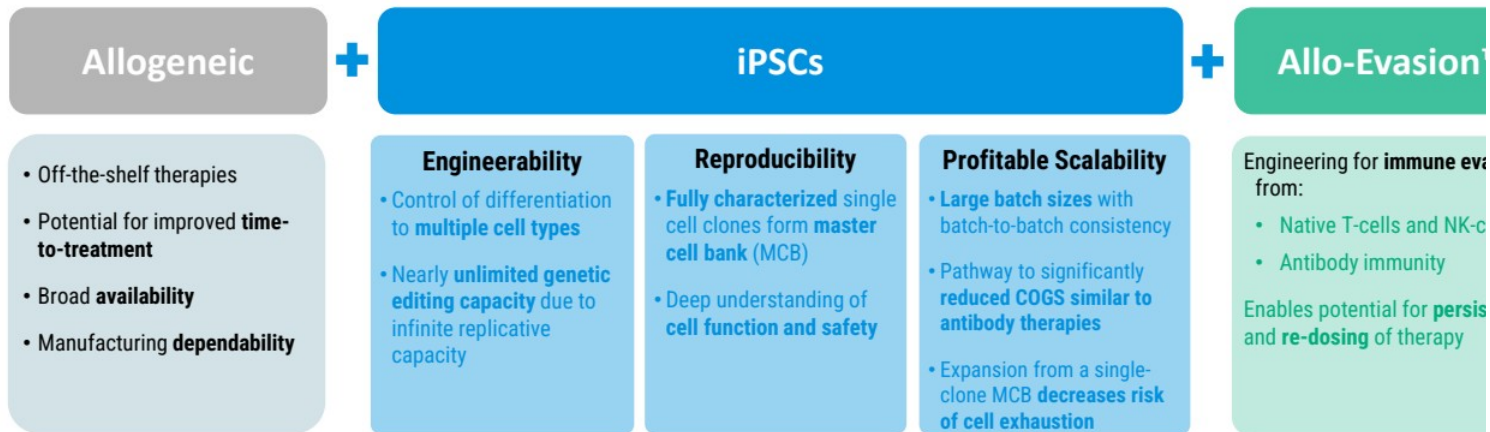 Allogeneic
+
iPSCs
+
Allo-Evasion
• Off-the-shelf therapies
• Potential for improved time-
to-treatment
• Broad availability
• Manufacturing dependability
Engineerability
• Control of differentiation
to multiple cell types
• Nearly unlimited genetic
editing capacity due to
infinite replicative
capacity
Reproducibility
• Fully characterized single
cell clones form master
cell bank (MCB)
• Deep understanding of
cell function and safety
Profitable Scalability
• Large batch sizes with
batch-to-batch consistency
• Pathway to significantly
reduced COGS similar to
antibody therapies
• Expansion from a single-
clone MCB decreases risk
of cell exhaustion
Engineering for immune
from:
• Native T-cells and
• Antibody immunity
Enables potential for
and re-dosing of therapy